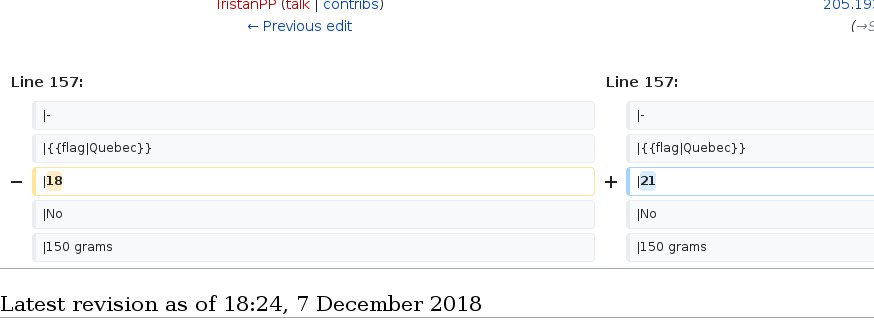 TristanPP (talk | contribs)
← Previous edit
205.19
(→S
Line 157:
Line 157:
|-
|-
|{{flag|Quebec}}
|{{flag|Quebec}}
− |18
+ |21
|No
|No
|150 grams
|150 grams
Latest revision as of 18:24, 7 December 2018